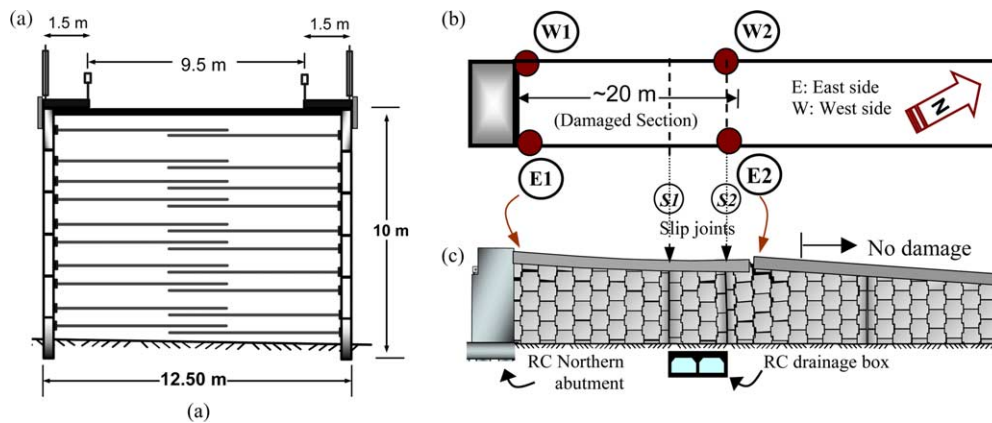 (a)
1.5 m
1.5 m
9.5 m
10 m
12.50 m
(a)
(b)
W1
W2
~20 m
(Damaged Section)
E: East side
W: West side
N
E1
S1
S2
E2
Slip joints
No damage
(c)
RC Northern
abutment
RC drainage box